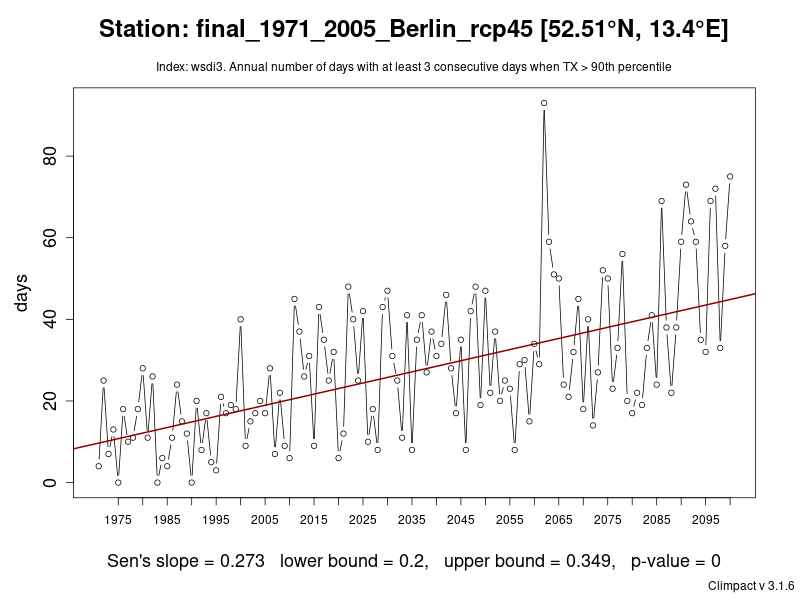 Station: final_1971_2005_Berlin_rcp45 [52.51°N, 13.4°E]
Index: wsdi3. Annual number of days with at least 3 consecutive days when TX > 90th percentile
days
80
60
40
20
0
1975 1985 1995 2005 2015 2025 2035 2045 2055 2065 2075 2085 2095
Sen's slope = 0.273 lower bound = 0.2, upper bound = 0.349, p-value = 0
Climpact v 3.1.6